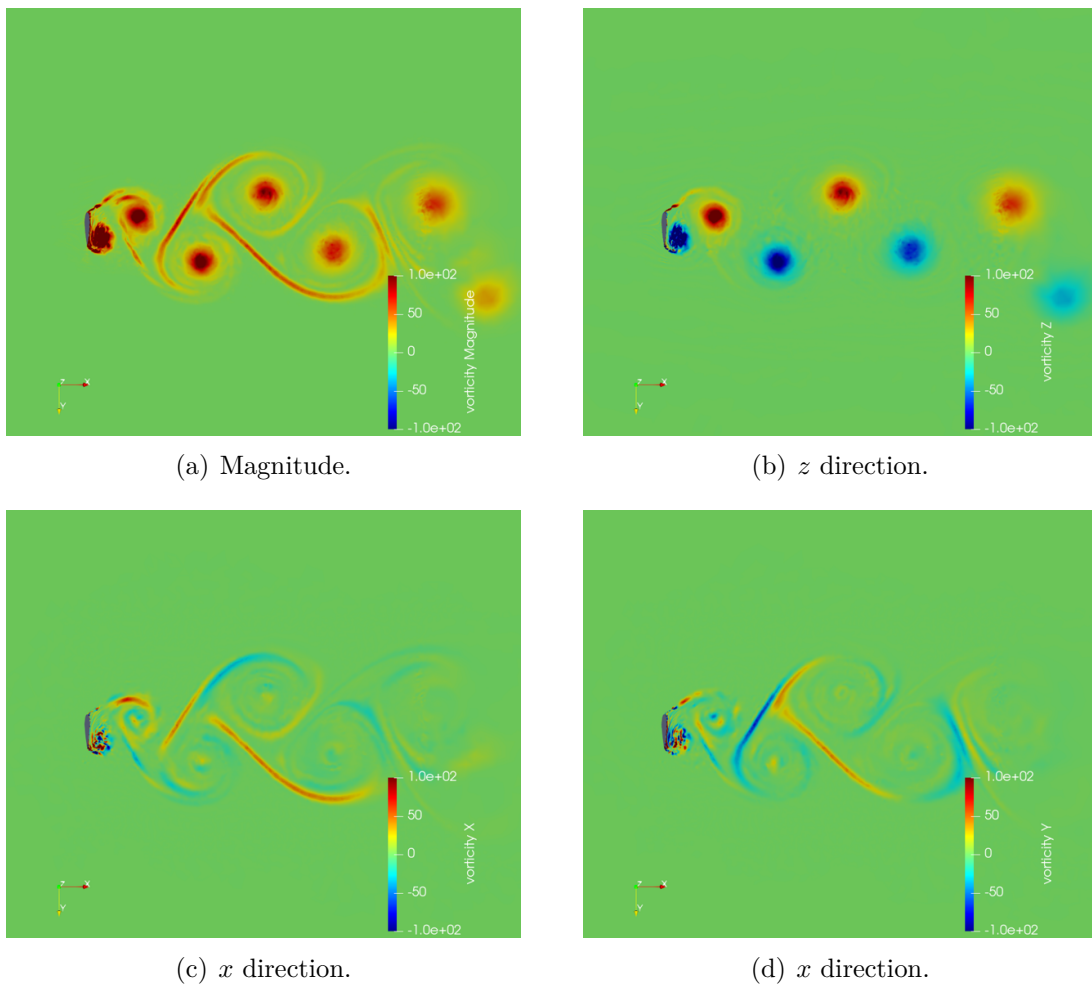 1.0e+02
50
0
-50
-1.0e+02
vorticity Magnitude
Z
X
Y
(a) Magnitude.
1.0e+02
50
0
-50
-1.0e+02
vorticity Z
Z
X
Y
(b) z direction.
1.0e+02
50
0
-50
-1.0e+02
vorticity X
Z
X
Y
(c) x direction.
1.0e+02
50
0
-50
-1.0e+02
vorticity Y
Z
X
Y
(d) x direction.